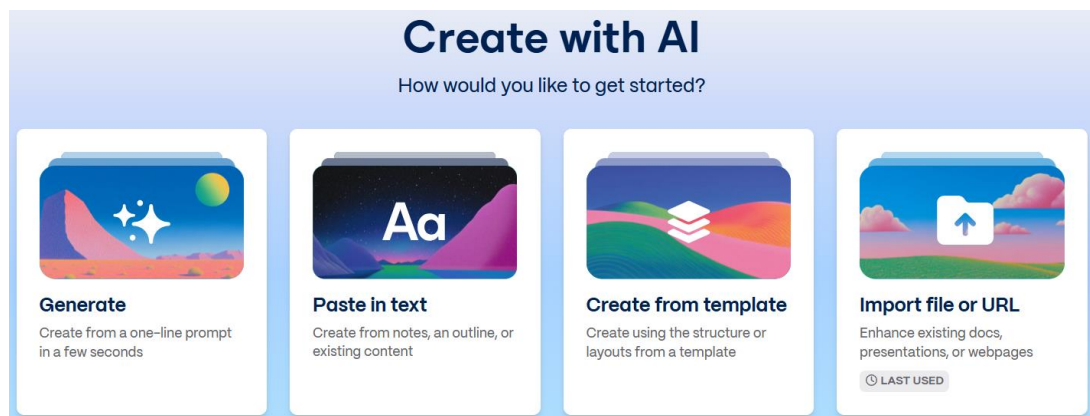 Create with AI
How would you like to get started?
Aa
Generate
Create from a one-line prompt
in a few seconds
Paste in text
Create from notes, an outline, or
existing content
Create from template
Create using the structure or
layouts from a template
Import file or URL
Enhance existing docs,
presentations, or webpages
LAST USED